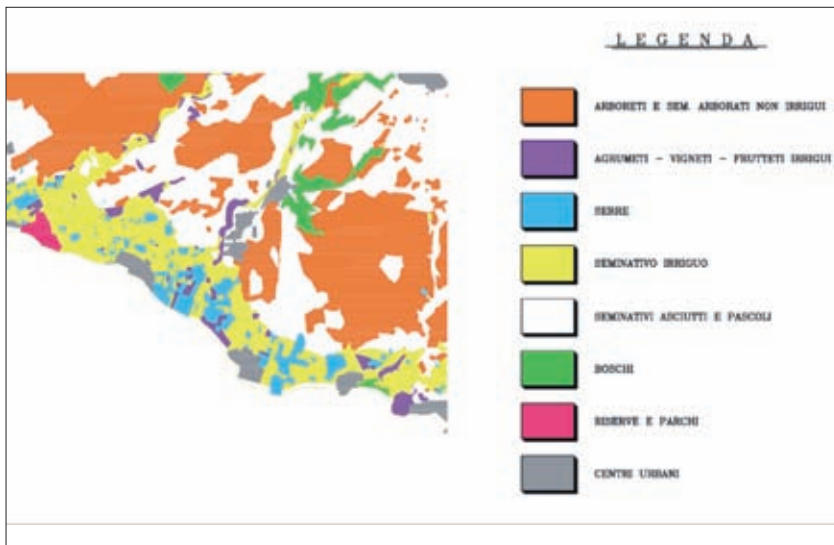 LEGENDA
ARBORETI E SEM. ARBORATI NON IRRIGUI
AGRUMETI - VIGNETI - FRUTTETI IRRIGUI
SERRE
SEMINATIVO IRRIGUO
SEMINATIVI ASCIUTTI E PASCOLI
BOSCHI
RISERVE E PARCHI
CENTRI URBANI